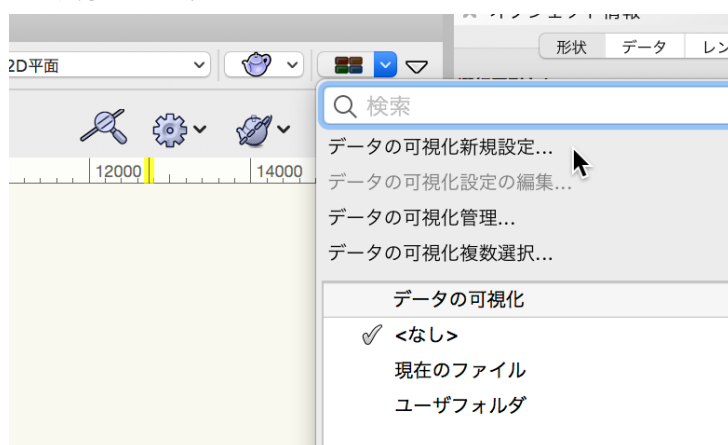 情報
形状 データ レン
2D平面
検索
データの可視化新規設定...
データの可視化設定の編集...
データの可視化管理...
データの可視化複数選択...
12000 14000
データの可視化
<なし>
現在のファイル
ユーザフォルダ